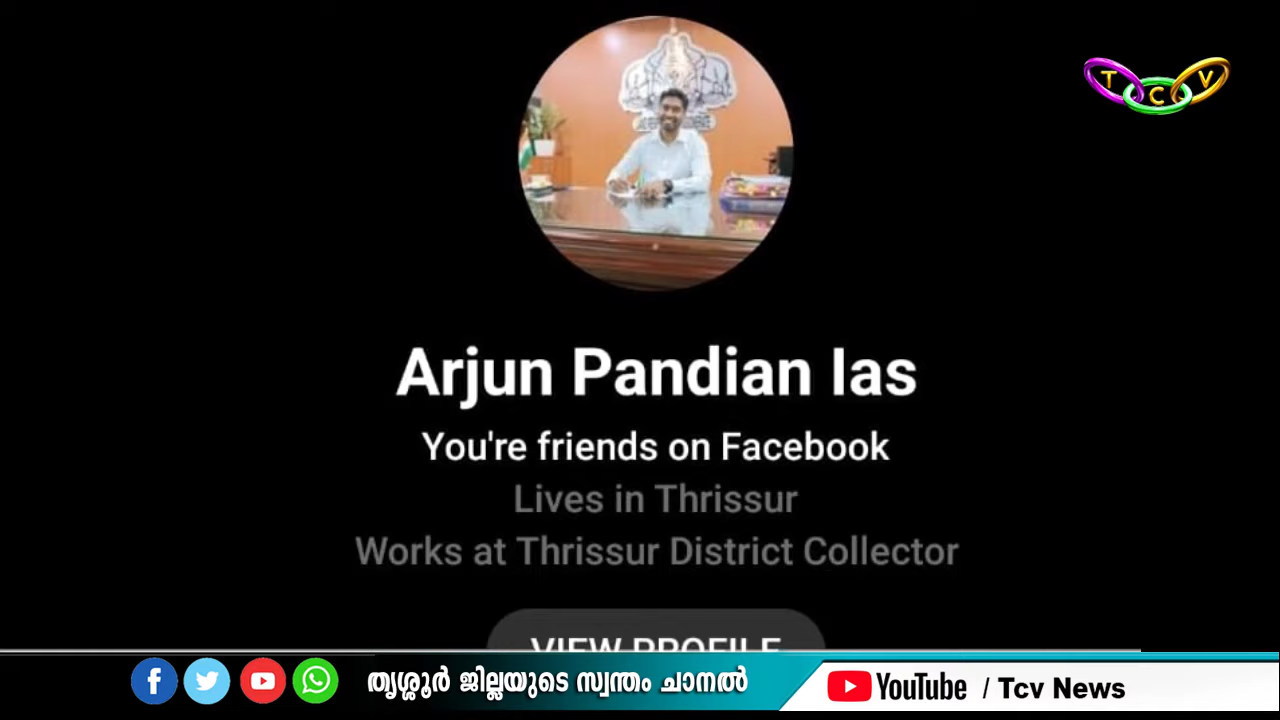 T C V
Arjun Pandian Ias
You're friends on Facebook
Lives in Thrissur
Works at Thrissur District Collector
VIEW PROFILE
തൃശ്ശൂർ ജില്ലയുടെ സ്വന്തം ചാനൽ
YouTube / Tcv News